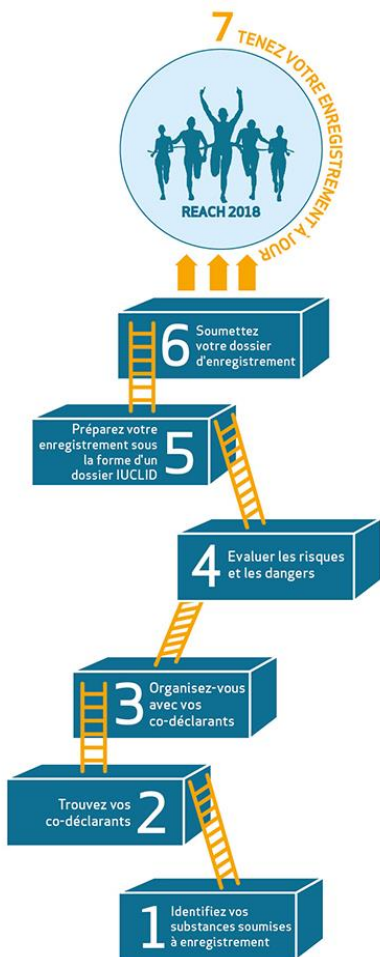 7 TENEZ VOTRE ENREGISTREMENT À JOUR
REACH 2018
6 Soumettez
votre dossier
d'enregistrement
Préparez votre
enregistrement sous
la forme d'un
dossier IUCLID
5
4 Evaluer les risques
et les dangers
3 Organisez-vous
avec vos
co-déclarants
Trouvez vos
co-déclarants
2
1 Identifiez vos
substances soumises
à enregistrement